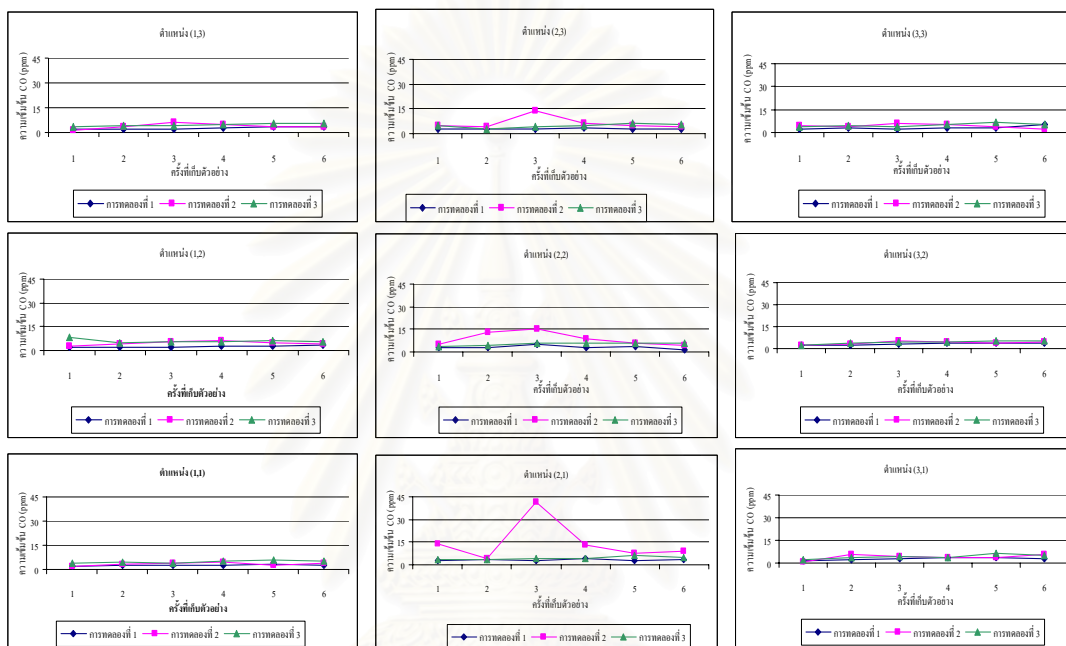 ตำแหน่ง (1,3)
ความเข้มข้น CO (ppm)
45
30
15
0
1 2 3 4 5 6
ครั้งที่เก็บตัวอย่าง
การทดลองที่ 1 การทดลองที่ 2 การทดลองที่ 3
ตำแหน่ง (2,3)
ความเข้มข้น CO (ppm)
45
30
15
0
1 2 3 4 5 6
ครั้งที่เก็บตัวอย่าง
การทดลองที่ 1 การทดลองที่ 2 การทดลองที่ 3
ตำแหน่ง (3,3)
ความเข้มข้น CO (ppm)
45
30
15
0
1 2 3 4 5 6
ครั้งที่เก็บตัวอย่าง
การทดลองที่ 1 การทดลองที่ 2 การทดลองที่ 3
ตำแหน่ง (1,2)
ความเข้มข้น CO (ppm)
45
30
15
0
1 2 3 4 5 6
ครั้งที่เก็บตัวอย่าง
การทดลองที่ 1 การทดลองที่ 2 การทดลองที่ 3
ตำแหน่ง (2,2)
ความเข้มข้น CO (ppm)
45
30
15
0
1 2 3 4 5 6
ครั้งที่เก็บตัวอย่าง
การทดลองที่ 1 การทดลองที่ 2 การทดลองที่ 3
ตำแหน่ง (3,2)
ความเข้มข้น CO (ppm)
45
30
15
0
1 2 3 4 5 6
ครั้งที่เก็บตัวอย่าง
การทดลองที่ 1 การทดลองที่ 2 การทดลองที่ 3
ตำแหน่ง (1,1)
ความเข้มข้น CO (ppm)
45
30
15
0
1 2 3 4 5 6
ครั้งที่เก็บตัวอย่าง
การทดลองที่ 1 การทดลองที่ 2 การทดลองที่ 3
ตำแหน่ง (2,1)
ความเข้มข้น CO (ppm)
45
30
15
0
1 2 3 4 5 6
ครั้งที่เก็บตัวอย่าง
การทดลองที่ 1 การทดลองที่ 2 การทดลองที่ 3
ตำแหน่ง (3,1)
ความเข้มข้น CO (ppm)
45
30
15
0
1 2 3 4 5 6
ครั้งที่เก็บตัวอย่าง
การทดลองที่ 1 การทดลองที่ 2 การทดลองที่ 3